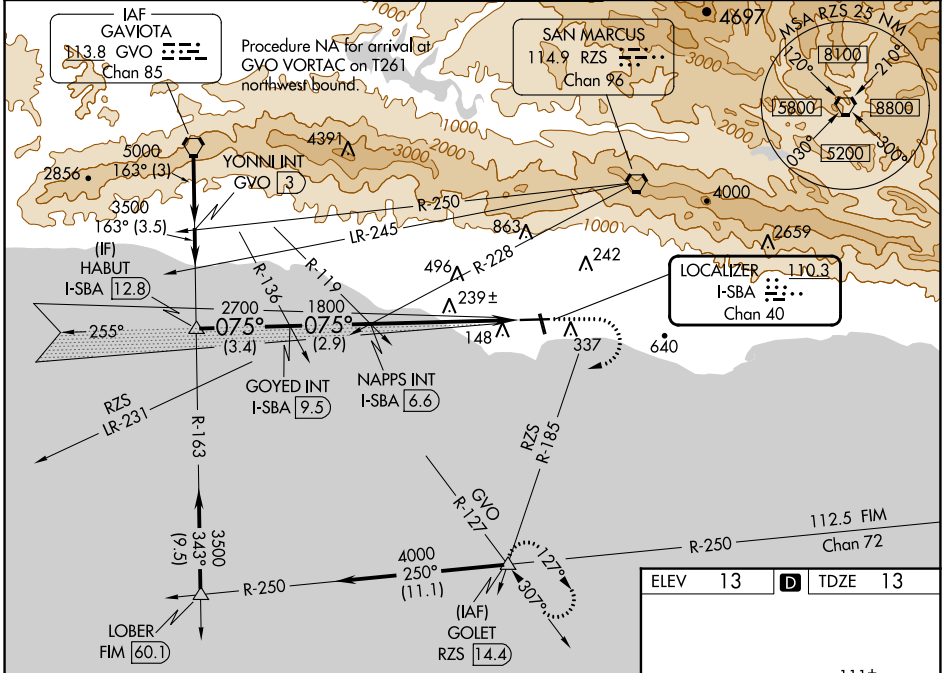 IAF
GAVIOTA
113.8 GVO
Chan 85
Procedure NA for arrival at
GVO VORTAC on T261
northwest bound.
SAN MARCUS
114.9 RZS
Chan 96
4697
MSA RZS 25 NM
120°
8100
210°
5800
8800
030°
5200
300°
1000
2000
1000
2000
3000
1000
4391
5000
163° (3)
2856
YONNI INT
GVO 3
3500
163° (3.5)
R-250
LR-245
R-228
4000
863
2659
496
242
239±
(IF)
HABUT
I-SBA 12.8
R-136
R-119
LOCALIZER 110.3
I-SBA
Chan 40
2700
1800
255°
075°
075°
(3.4)
(2.9)
148
337
640
GOYED INT
I-SBA 9.5
NAPPS INT
I-SBA 6.6
RZS
LR-231
R-163
RZS
R-185
GVO
R-127
3500
343°
(9.5)
4000
250°
(11.1)
R-250
R-250
112.5 FIM
Chan 72
127°
307°
LOBER
FIM 60.1
(IAF)
GOLET
RZS 14.4
ELEV 13 D TDZE 13